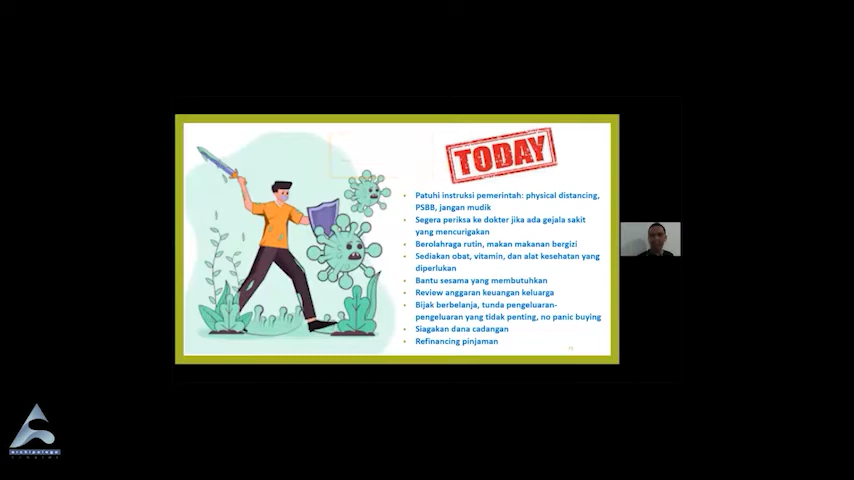 TODAY
Patuhi instruksi pemerintah: physical distancing,
PSBB, jangan mudik
Segera periksa ke dokter jika ada gejala sakit
yang mencurigakan
Berolahraga rutin, makan makanan bergizi
Sediakan obat, vitamin, dan alat kesehatan yang
diperlukan
Bantu sesama yang membutuhkan
Review anggaran keuangan keluarga
Bijak berbelanja, tunda pengeluaran-
pengeluaran yang tidak penting, no panic buying
Siagakan dana cadangan
Refinancing pinjaman
archipelago